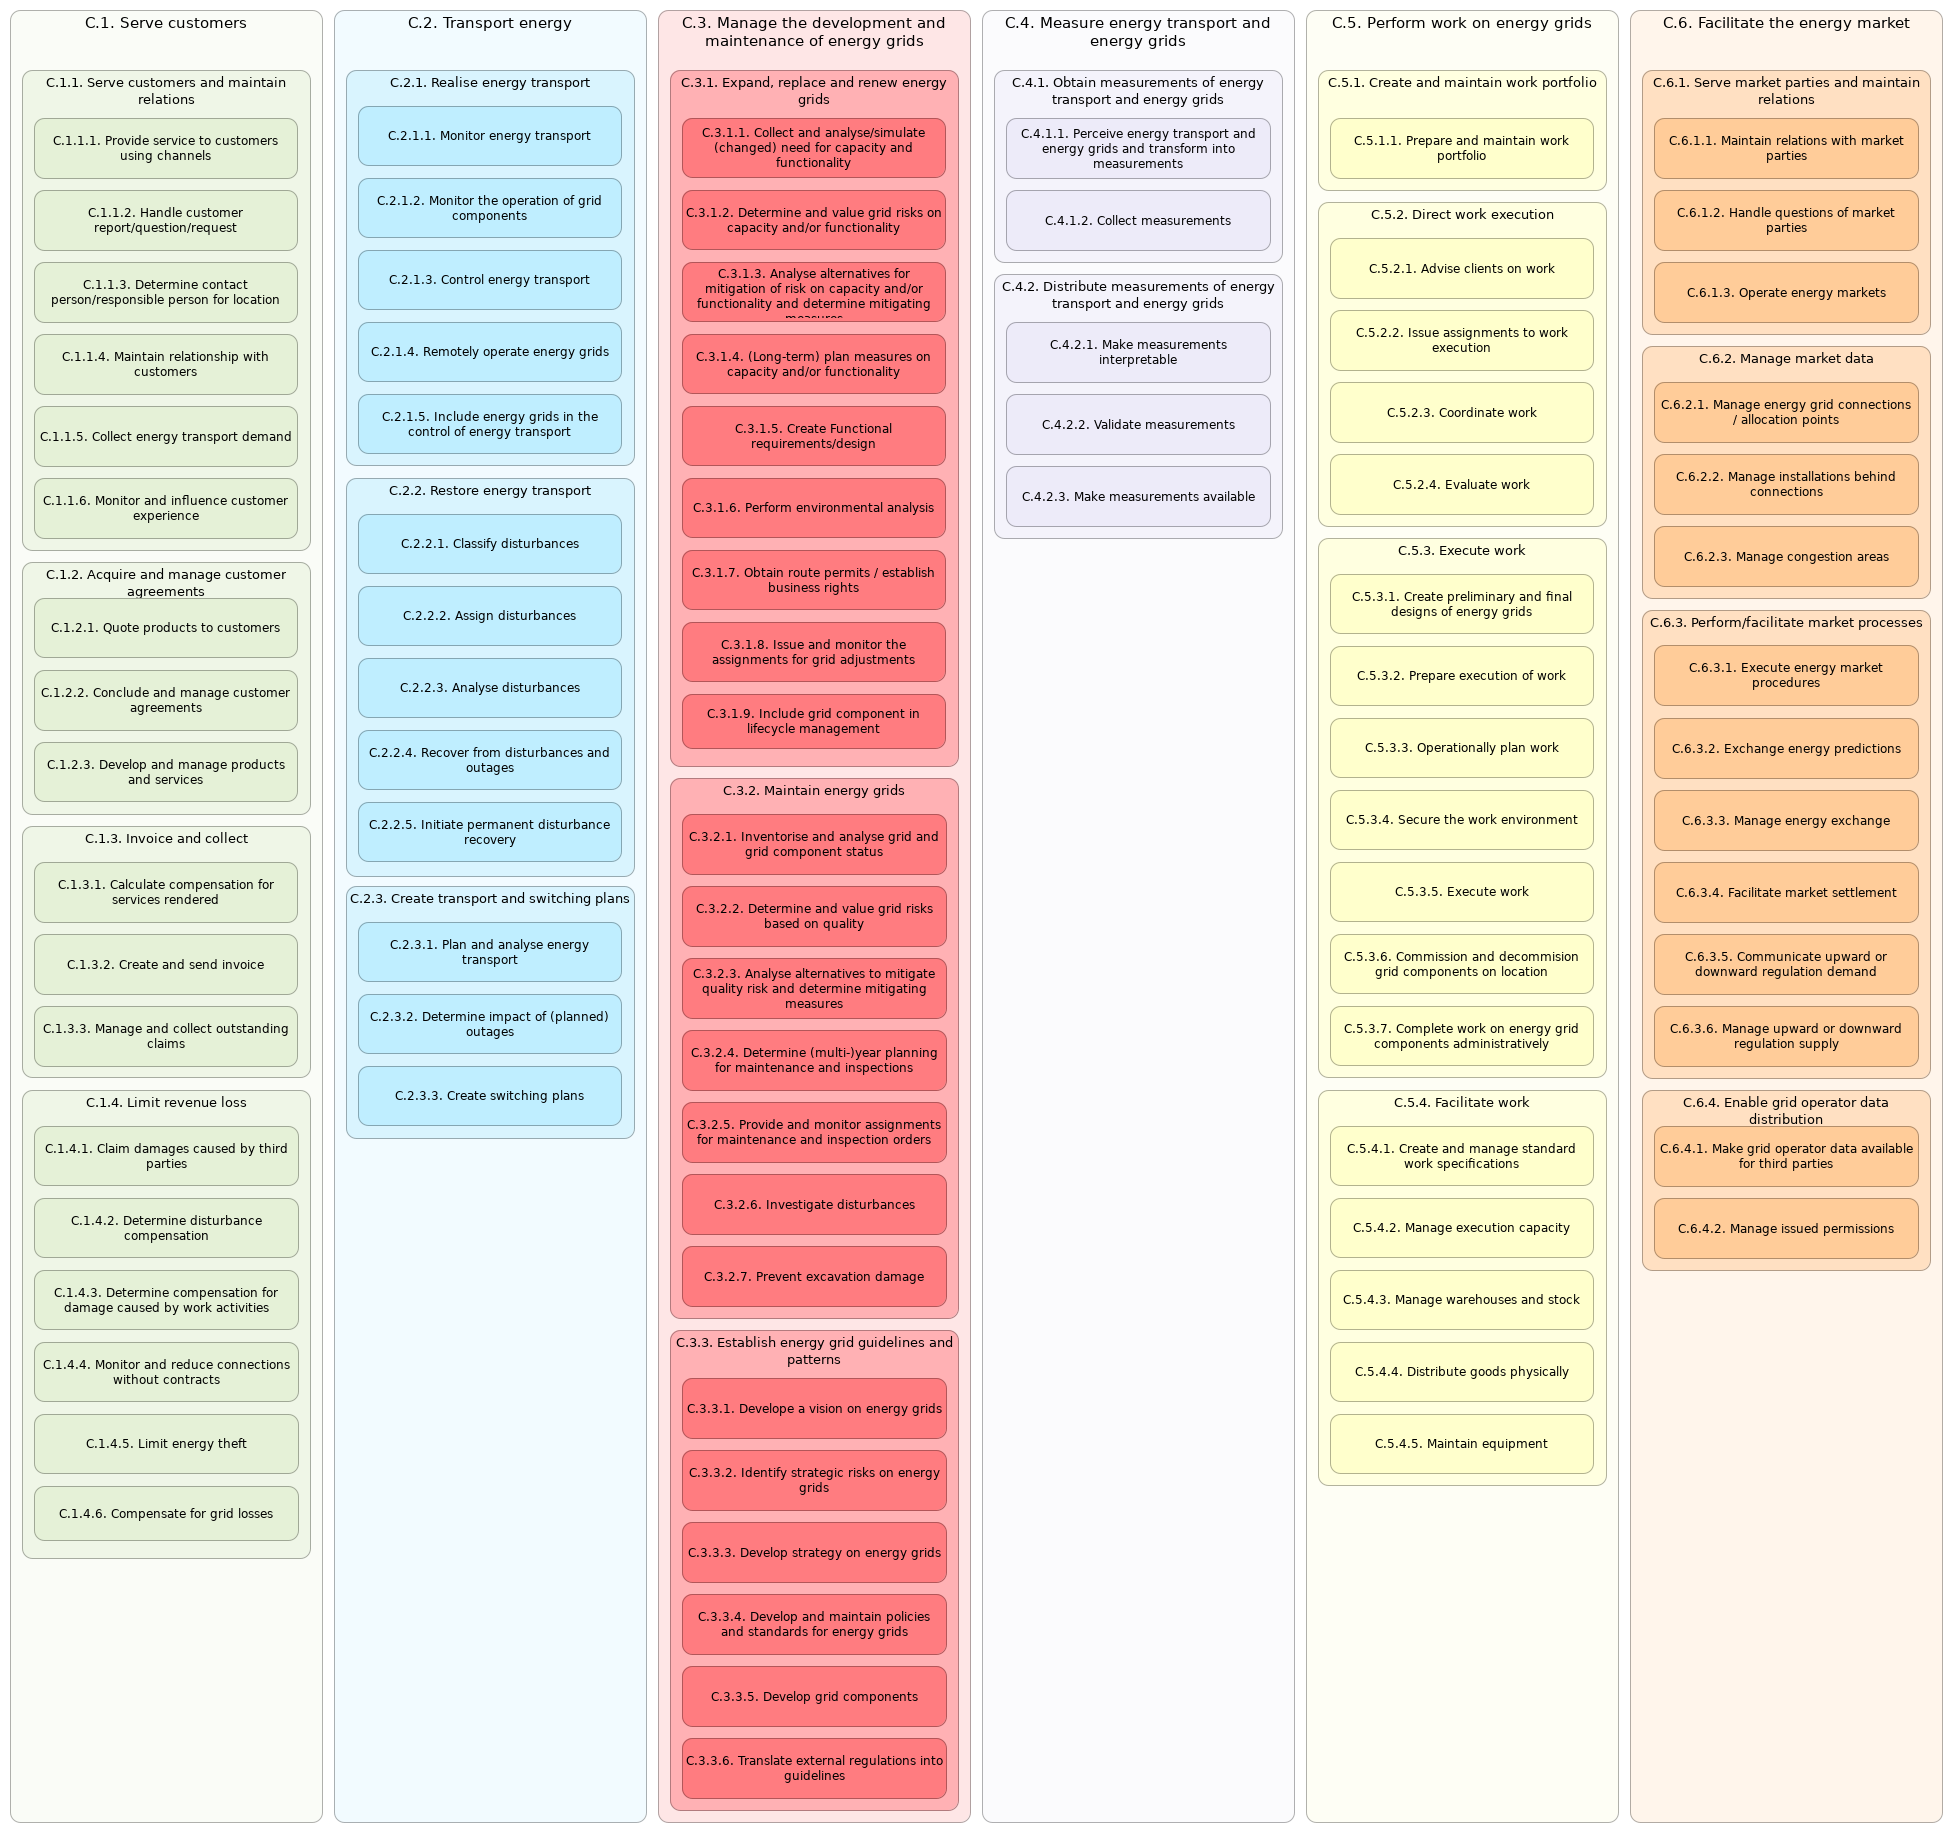 C.1. Serve customers
C.1.1. Serve customers and maintain
relations
C.1.1.1. Provide service to customers
using channels
C.1.1.2. Handle customer
report/question/request
C.1.1.3. Determine contact
person/responsible person for location
C.1.1.4. Maintain relationship with
customers
C.1.1.5. Collect energy transport demand
C.1.1.6. Monitor and influence customer
experience
C.1.2. Acquire and manage customer
agreements
C.1.2.1. Quote products to customers
C.1.2.2. Conclude and manage customer
agreements
C.1.2.3. Develop and manage products
and services
C.1.3. Invoice and collect
C.1.3.1. Calculate compensation for
services rendered
C.1.3.2. Create and send invoice
C.1.3.3. Manage and collect outstanding
claims
C.1.4. Limit revenue loss
C.1.4.1. Claim damages caused by third
parties
C.1.4.2. Determine disturbance
compensation
C.1.4.3. Determine compensation for
damage caused by work activities
C.1.4.4. Monitor and reduce connections
without contracts
C.1.4.5. Limit energy theft
C.1.4.6. Compensate for grid losses
C.2. Transport energy
C.2.1. Realise energy transport
C.2.1.1. Monitor energy transport
C.2.1.2. Monitor the operation of grid
components
C.2.1.3. Control energy transport
C.2.1.4. Remotely operate energy grids
C.2.1.5. Include energy grids in the
control of energy transport
C.2.2. Restore energy transport
C.2.2.1. Classify disturbances
C.2.2.2. Assign disturbances
C.2.2.3. Analyse disturbances
C.2.2.4. Recover from disturbances and
outages
C.2.2.5. Initiate permanent disturbance
recovery
C.2.3. Create transport and switching plans
C.2.3.1. Plan and analyse energy
transport
C.2.3.2. Determine impact of (planned)
outages
C.2.3.3. Create switching plans
C.3. Manage the development and
maintenance of energy grids
C.3.1. Expand, replace and renew energy
grids
C.3.1.1. Collect and analyse/simulate
(changed) need for capacity and
functionality
C.3.1.2. Determine and value grid risks on
capacity and/or functionality
C.3.1.3. Analyse alternatives for
mitigation of risk on capacity and/or
functionality and determine mitigating
measures
C.3.1.4. (Long-term) plan measures on
capacity and/or functionality
C.3.1.5. Create Functional
requirements/design
C.3.1.6. Perform environmental analysis
C.3.1.7. Obtain route permits / establish
business rights
C.3.1.8. Issue and monitor the
assignments for grid adjustments
C.3.1.9. Include grid component in
lifecycle management
C.3.2. Maintain energy grids
C.3.2.1. Inventorise and analyse grid and
grid component status
C.3.2.2. Determine and value grid risks
based on quality
C.3.2.3. Analyse alternatives to mitigate
quality risk and determine mitigating
measures
C.3.2.4. Determine (multi-)year planning
for maintenance and inspections
C.3.2.5. Provide and monitor assignments
for maintenance and inspection orders
C.3.2.6. Investigate disturbances
C.3.2.7. Prevent excavation damage
C.3.3. Establish energy grid guidelines and
patterns
C.3.3.1. Develope a vision on energy grids
C.3.3.2. Identify strategic risks on energy
grids
C.3.3.3. Develop strategy on energy grids
C.3.3.4. Develop and maintain policies
and standards for energy grids
C.3.3.5. Develop grid components
C.3.3.6. Translate external regulations into
guidelines
C.4. Measure energy transport and
energy grids
C.4.1. Obtain measurements of energy
transport and energy grids
C.4.1.1. Perceive energy transport and
energy grids and transform into
measurements
C.4.1.2. Collect measurements
C.4.2. Distribute measurements of energy
transport and energy grids
C.4.2.1. Make measurements
interpretable
C.4.2.2. Validate measurements
C.4.2.3. Make measurements available
C.5. Perform work on energy grids
C.5.1. Create and maintain work portfolio
C.5.1.1. Prepare and maintain work
portfolio
C.5.2. Direct work execution
C.5.2.1. Advise clients on work
C.5.2.2. Issue assignments to work
execution
C.5.2.3. Coordinate work
C.5.2.4. Evaluate work
C.5.3. Execute work
C.5.3.1. Create preliminary and final
designs of energy grids
C.5.3.2. Prepare execution of work
C.5.3.3. Operationally plan work
C.5.3.4. Secure the work environment
C.5.3.5. Execute work
C.5.3.6. Commission and decommision
grid components on location
C.5.3.7. Complete work on energy grid
components administratively
C.5.4. Facilitate work
C.5.4.1. Create and manage standard
work specifications
C.5.4.2. Manage execution capacity
C.5.4.3. Manage warehouses and stock
C.5.4.4. Distribute goods physically
C.5.4.5. Maintain equipment
C.6. Facilitate the energy market
C.6.1. Serve market parties and maintain
relations
C.6.1.1. Maintain relations with market
parties
C.6.1.2. Handle questions of market
parties
C.6.1.3. Operate energy markets
C.6.2. Manage market data
C.6.2.1. Manage energy grid connections
/ allocation points
C.6.2.2. Manage installations behind
connections
C.6.2.3. Manage congestion areas
C.6.3. Perform/facilitate market processes
C.6.3.1. Execute energy market
procedures
C.6.3.2. Exchange energy predictions
C.6.3.3. Manage energy exchange
C.6.3.4. Facilitate market settlement
C.6.3.5. Communicate upward or
downward regulation demand
C.6.3.6. Manage upward or downward
regulation supply
C.6.4. Enable grid operator data
distribution
C.6.4.1. Make grid operator data available
for third parties
C.6.4.2. Manage issued permissions